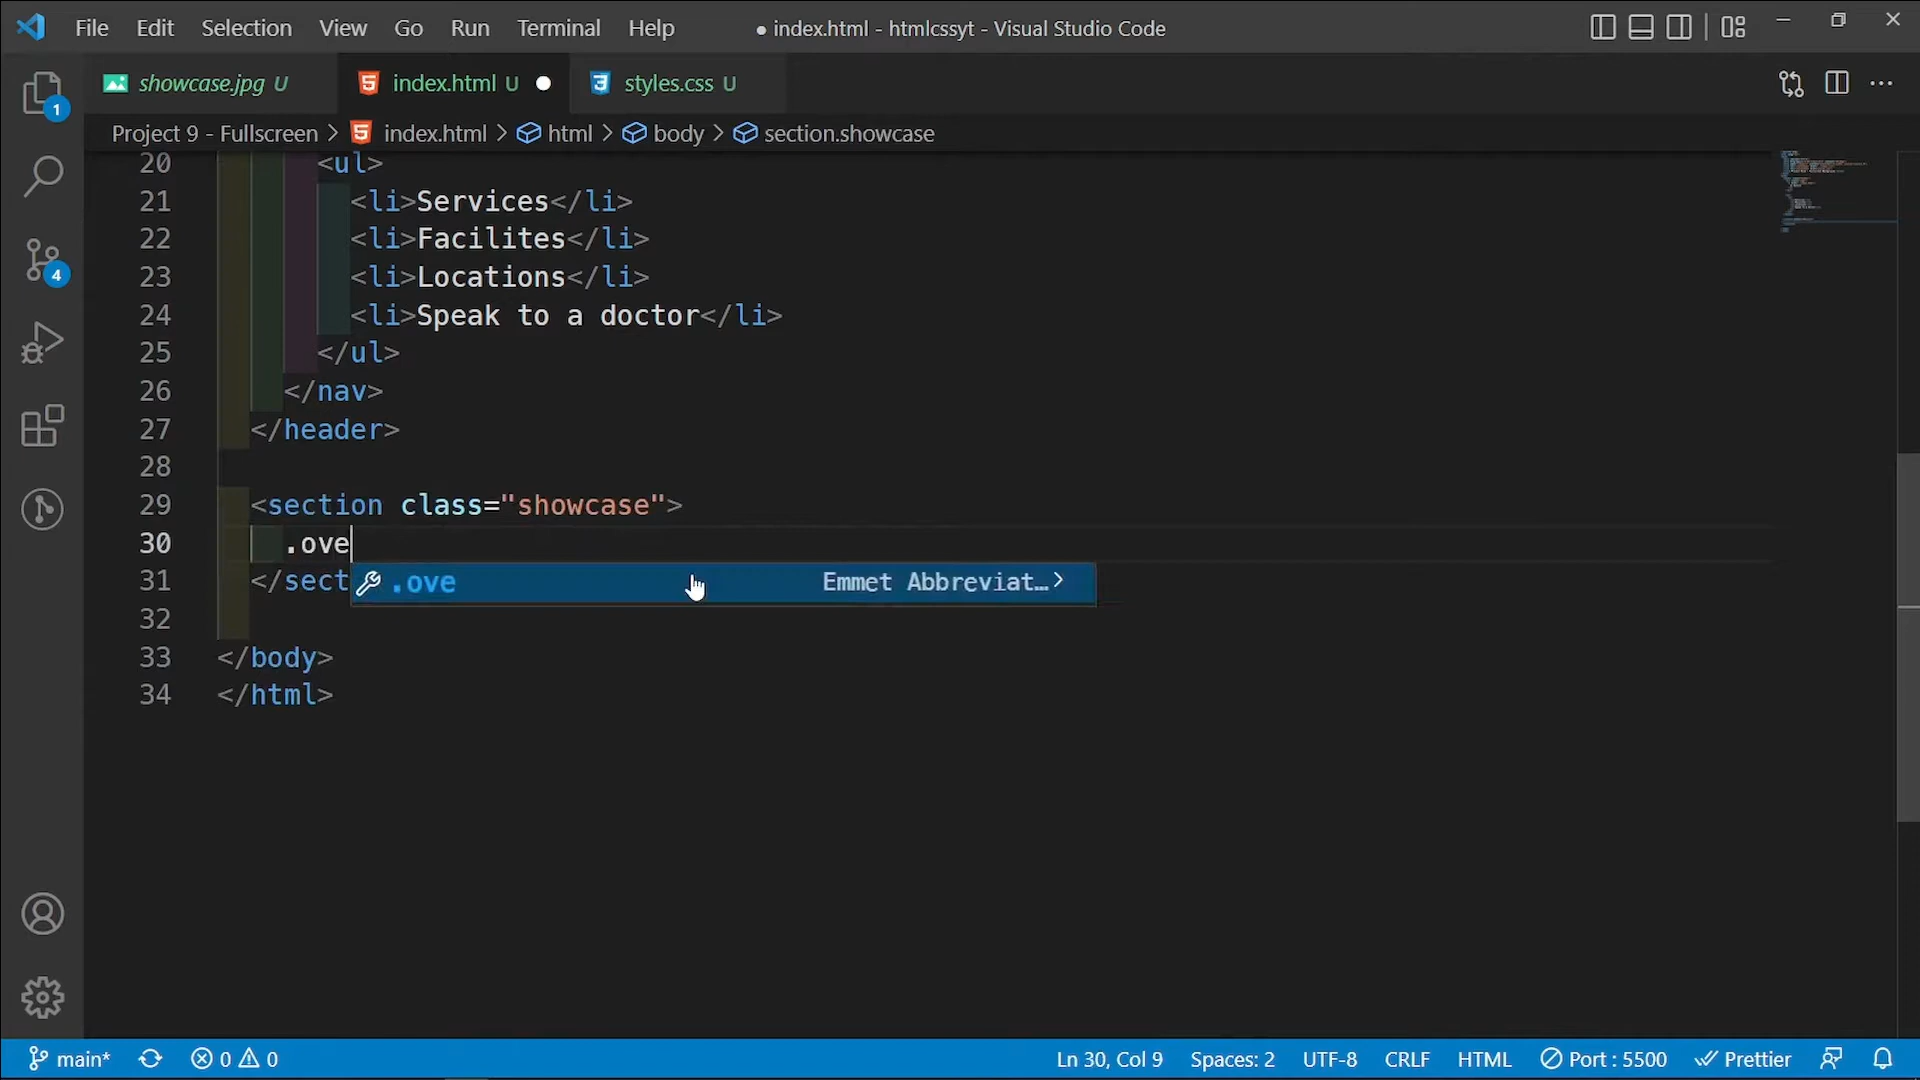 File Edit Selection View Go Run Terminal Help ● index.html - htmlcssyt - Visual Studio Code
showcase.jpg U index.html U ● styles.css U
Project 9 - Fullscreen > index.html > html > body > section.showcase
1
4
20 <ul>
21 <li>Services</li>
22 <li>Facilites</li>
23 <li>Locations</li>
24 <li>Speak to a doctor</li>
25 </ul>
26 </nav>
27 </header>
28
29 <section class="showcase">
30 .ove
31 </sect .ove Emmet Abbreviat…>
32
33 </body>
34 </html>
main* 0 0 Ln 30, Col 9 Spaces: 2 UTF-8 CRLF HTML Port : 5500 Prettier